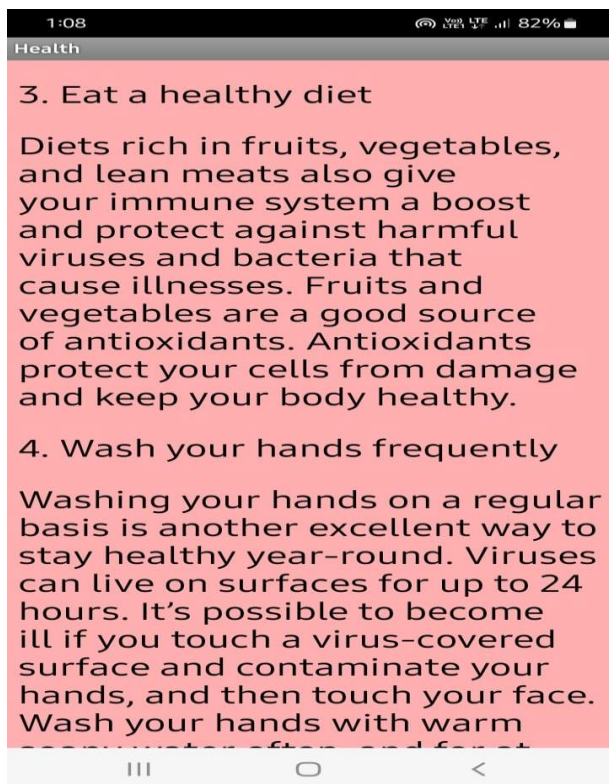 1:08 Vo)) LTE1 LTE 82%
Health
3. Eat a healthy diet
Diets rich in fruits, vegetables,
and lean meats also give
your immune system a boost
and protect against harmful
viruses and bacteria that
cause illnesses. Fruits and
vegetables are a good source
of antioxidants. Antioxidants
protect your cells from damage
and keep your body healthy.
4. Wash your hands frequently
Washing your hands on a regular
basis is another excellent way to
stay healthy year-round. Viruses
can live on surfaces for up to 24
hours. It’s possible to become
ill if you touch a virus-covered
surface and contaminate your
hands, and then touch your face.
Wash your hands with warm